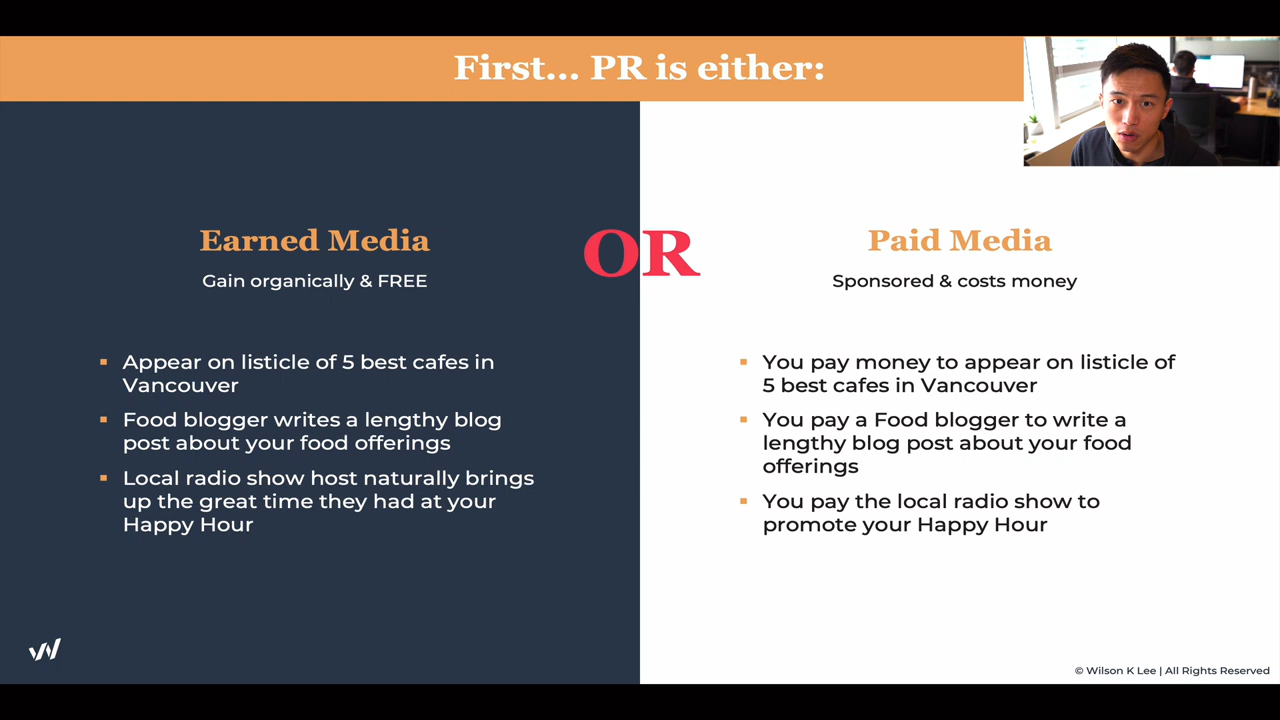 First... PR is either:
Earned Media
Gain organically & FREE
▪ Appear on listicle of 5 best cafes in
Vancouver
▪ Food blogger writes a lengthy blog
post about your food offerings
▪ Local radio show host naturally brings
up the great time they had at your
Happy Hour
OR
Paid Media
Sponsored & costs money
▪ You pay money to appear on listicle of
5 best cafes in Vancouver
▪ You pay a Food blogger to write a
lengthy blog post about your food
offerings
▪ You pay the local radio show to
promote your Happy Hour
© Wilson K Lee | All Rights Reserved